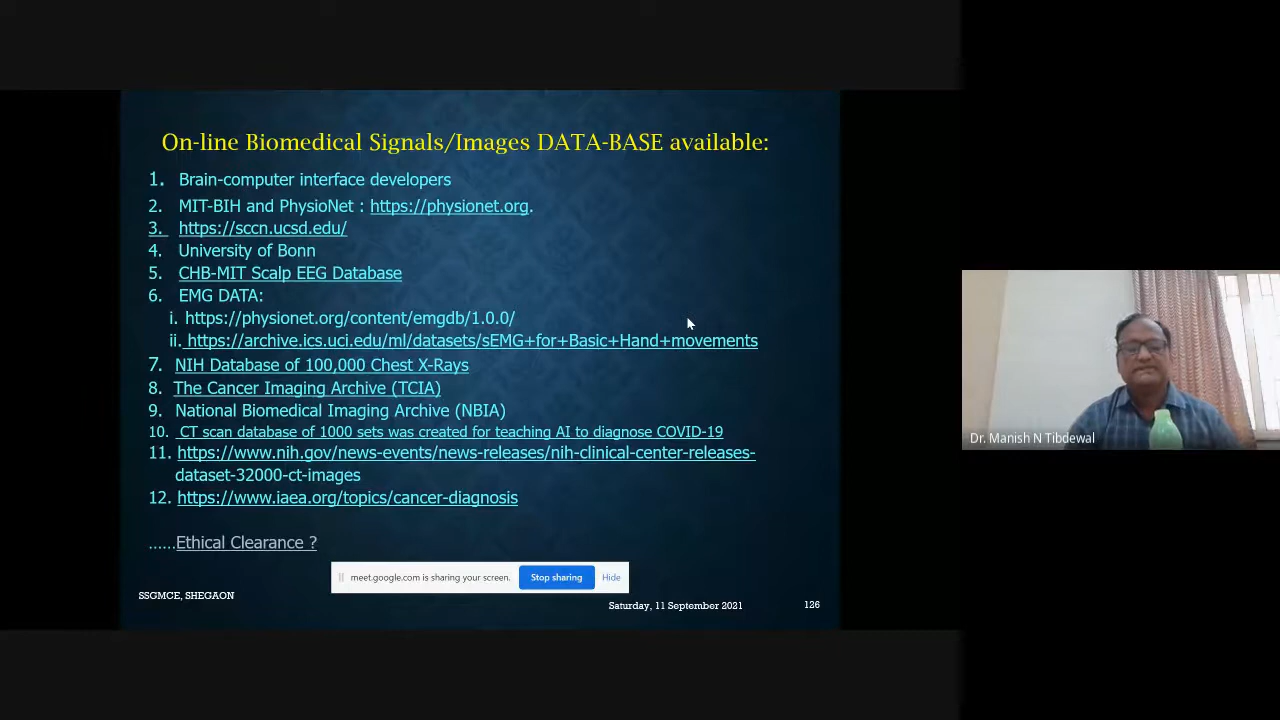 On-line Biomedical Signals/Images DATA-BASE available:
1. Brain-computer interface developers
2. MIT-BIH and PhysioNet : https://physionet.org.
3. https://sccn.ucsd.edu/
4. University of Bonn
5. CHB-MIT Scalp EEG Database
6. EMG DATA:
i. https://physionet.org/content/emgdb/1.0.0/
ii. https://archive.ics.uci.edu/ml/datasets/sEMG+for+Basic+Hand+movements
7. NIH Database of 100,000 Chest X-Rays
8. The Cancer Imaging Archive (TCIA)
9. National Biomedical Imaging Archive (NBIA)
10. CT scan database of 1000 sets was created for teaching AI to diagnose COVID-19
11. https://www.nih.gov/news-events/news-releases/nih-clinical-center-releases-
dataset-32000-ct-images
12. https://www.iaea.org/topics/cancer-diagnosis
......Ethical Clearance ?
meet.google.com is sharing your screen. Stop sharing Hide
SSGMCE, SHEGAON
Saturday, 11 September 2021 126
Dr. Manish N Tibdewal